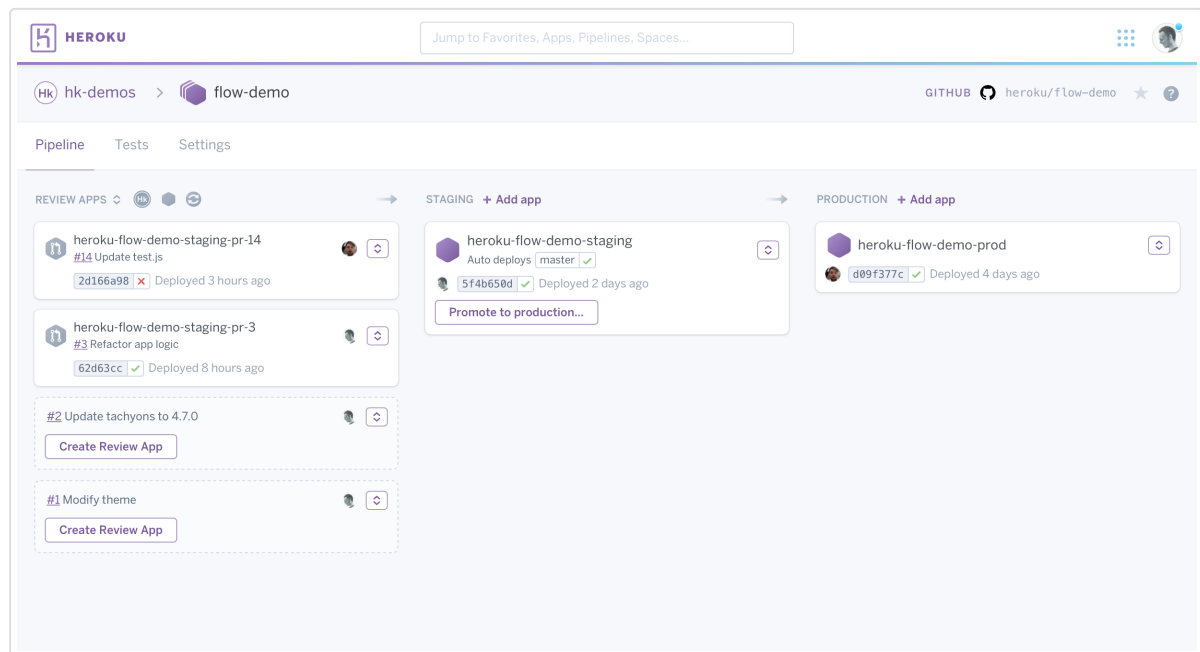 HEROKU
Jump to Favorites, Apps, Pipelines, Spaces...
Hk hk-demos > flow-demo
GITHUB heroku/flow-demo
?
Pipeline Tests Settings
REVIEW APPS Hk
heroku-flow-demo-staging-pr-14
#14 Update test.js
2d166a98 Deployed 3 hours ago
heroku-flow-demo-staging-pr-3
#3 Refactor app logic
62d63cc Deployed 8 hours ago
#2 Update tachyons to 4.7.0
Create Review App
#1 Modify theme
Create Review App
STAGING + Add app
heroku-flow-demo-staging
Auto deploys master
5f4b650d Deployed 2 days ago
Promote to production...
PRODUCTION + Add app
heroku-flow-demo-prod
d09f377c Deployed 4 days ago